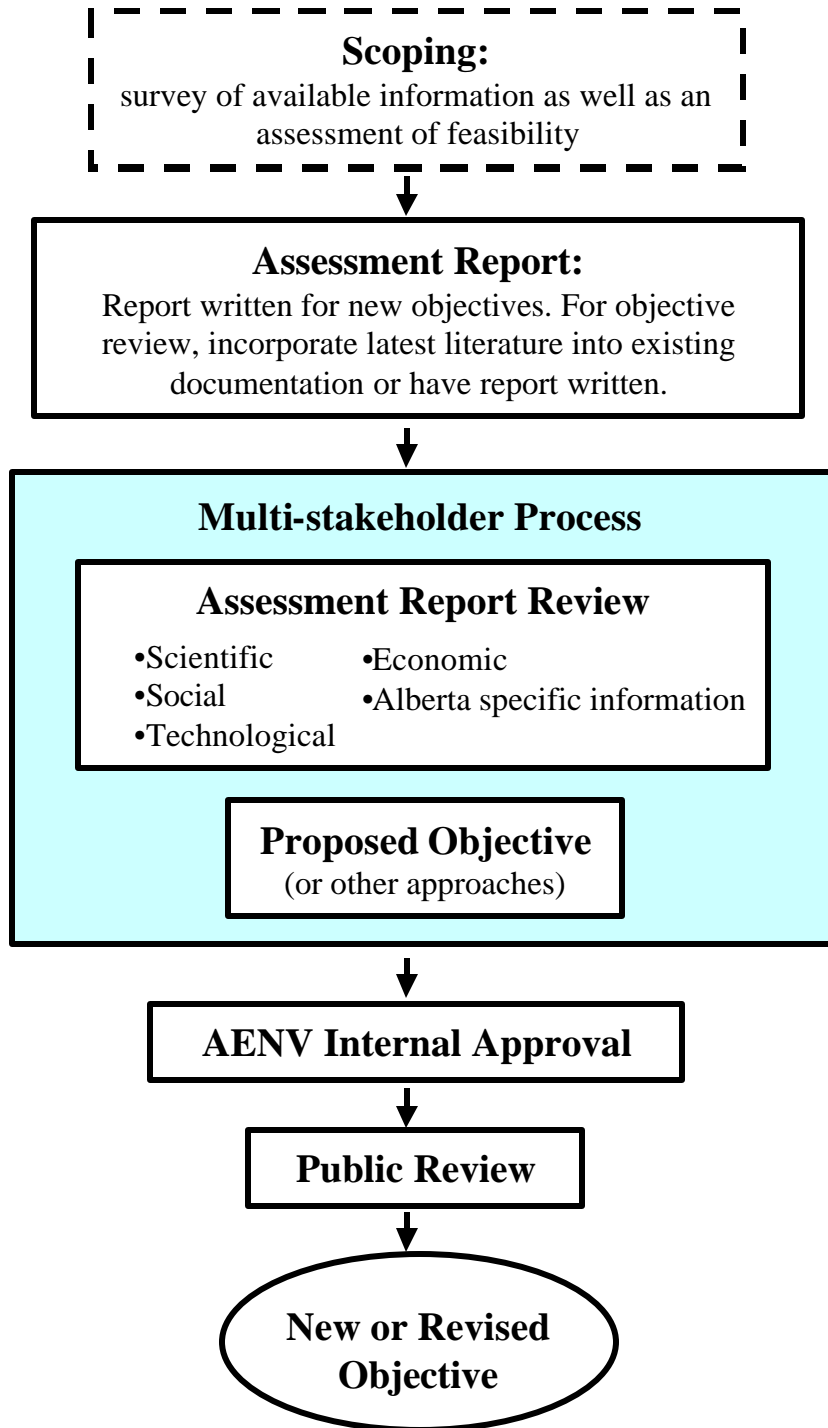 Scoping:
survey of available information as well as an
assessment of feasibility
Assessment Report:
Report written for new objectives. For objective
review, incorporate latest literature into existing
documentation or have report written.
Multi-stakeholder Process
Assessment Report Review
•Scientific
•Social
•Technological
•Economic
•Alberta specific information
Proposed Objective
(or other approaches)
AENV Internal Approval
Public Review
New or Revised
Objective